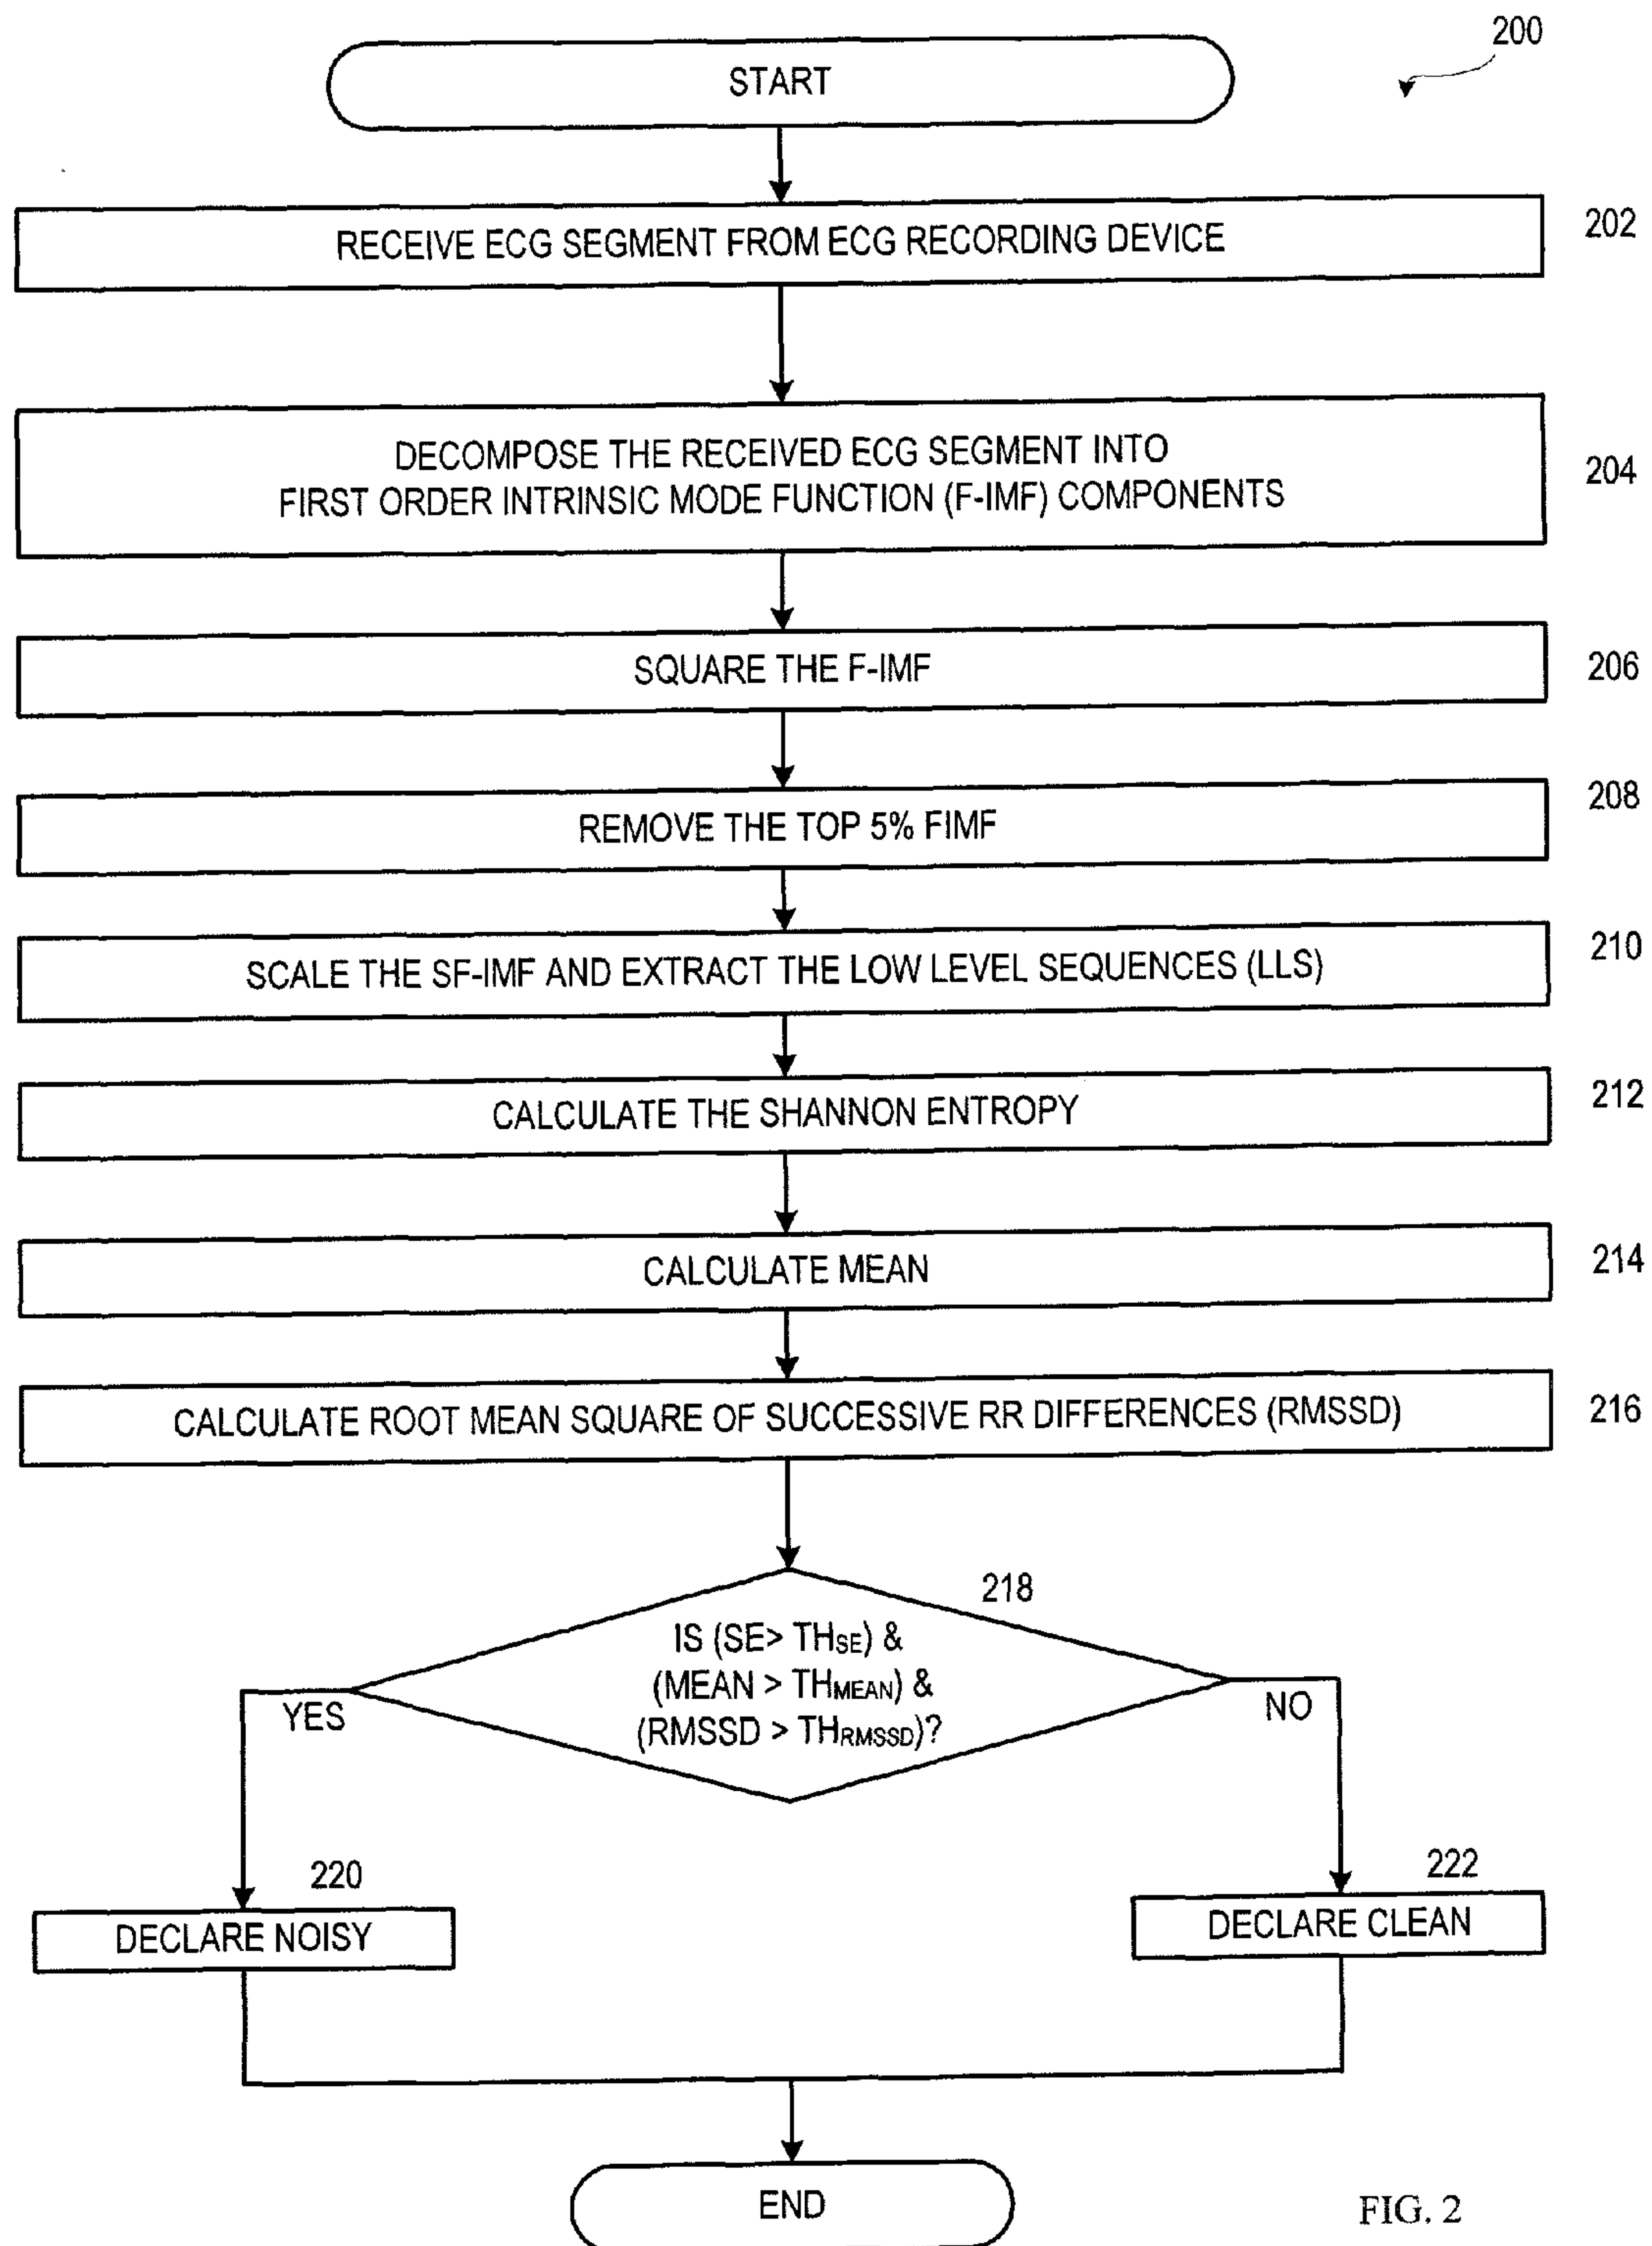 200
START
RECEIVE ECG SEGMENT FROM ECG RECORDING DEVICE
202
DECOMPOSE THE RECEIVED ECG SEGMENT INTO
FIRST ORDER INTRINSIC MODE FUNCTION (F-IMF) COMPONENTS
204
SQUARE THE F-IMF
206
REMOVE THE TOP 5% FIMF
208
SCALE THE SF-IMF AND EXTRACT THE LOW LEVEL SEQUENCES (LLS)
210
CALCULATE THE SHANNON ENTROPY
212
CALCULATE MEAN
214
CALCULATE ROOT MEAN SQUARE OF SUCCESSIVE RR DIFFERENCES (RMSSD)
216
218
IS (SE> THSE) &
(MEAN > THMEAN) &
(RMSSD > THRMSSD)?
YES
NO
220
DECLARE NOISY
222
DECLARE CLEAN
END
FIG. 2